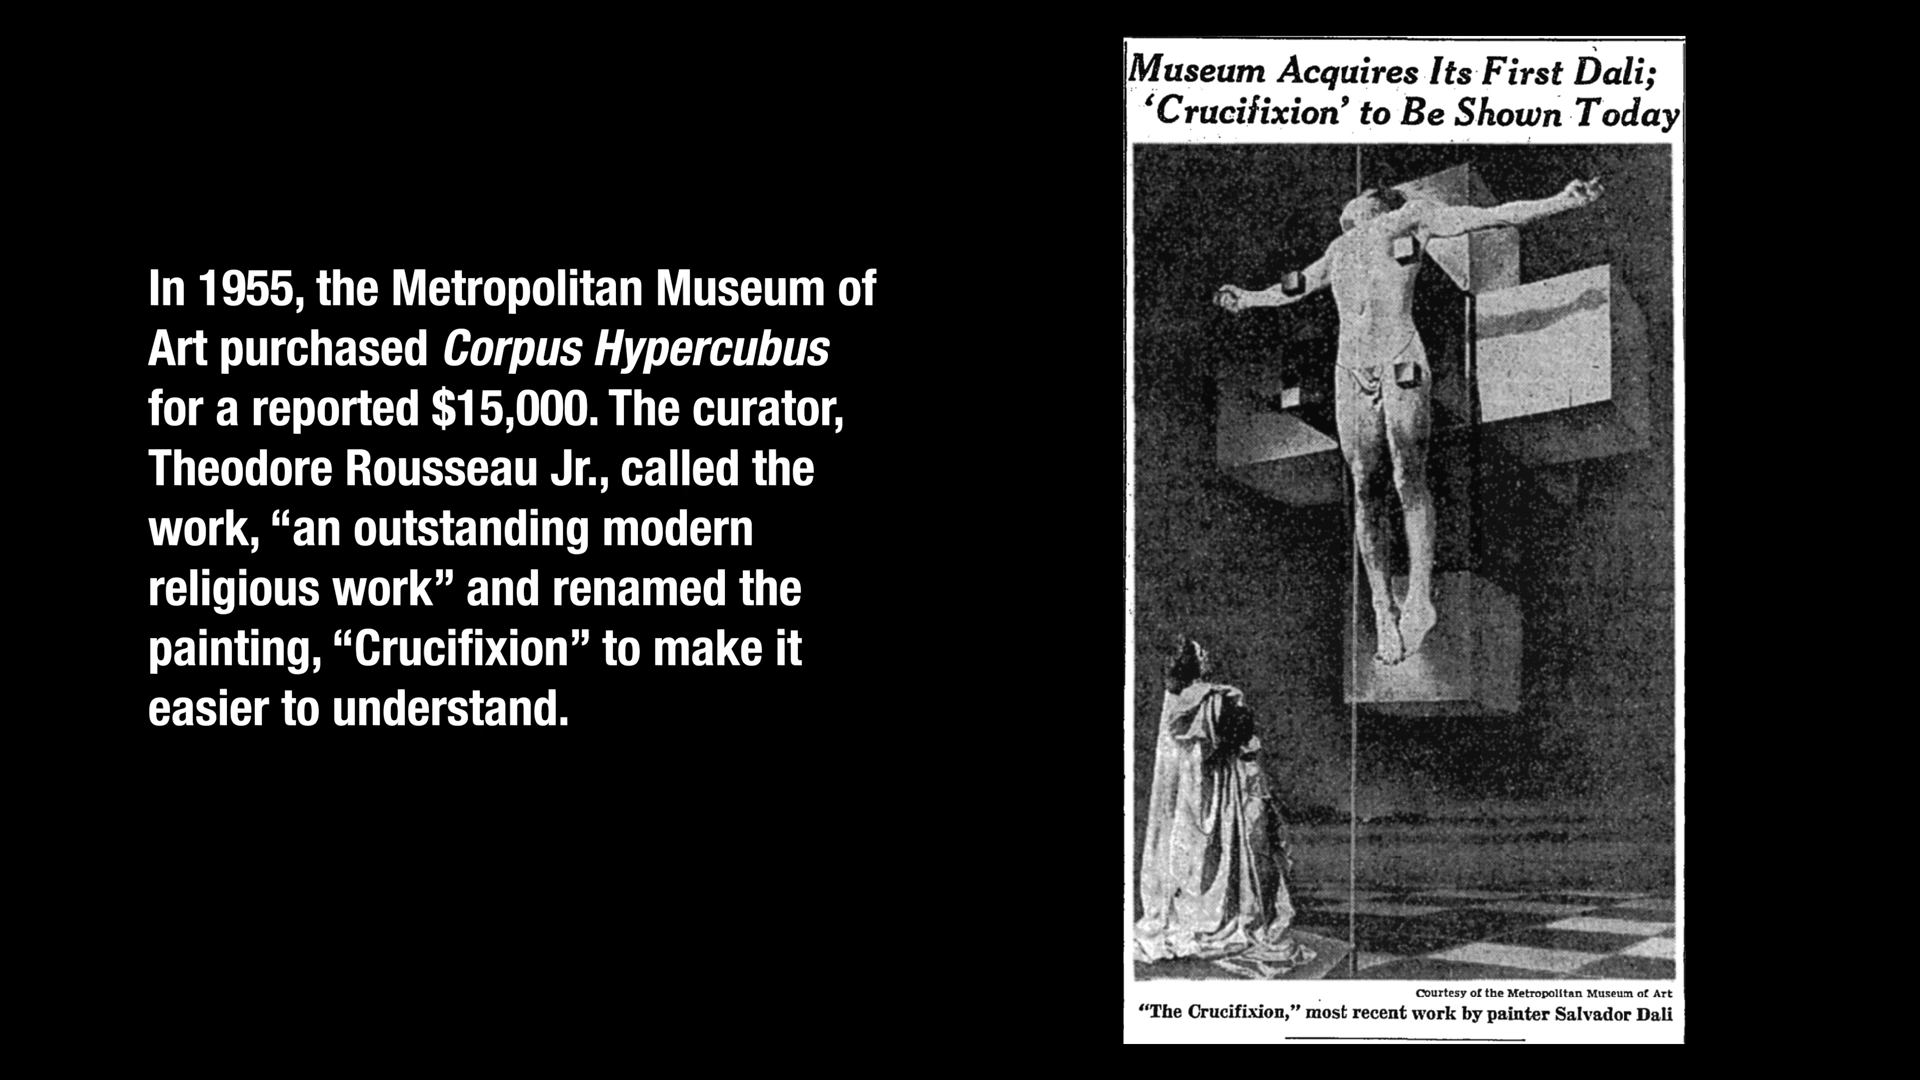 In 1955, the Metropolitan Museum of
Art purchased Corpus Hypercubus
for a reported $15,000. The curator,
Theodore Rousseau Jr., called the
work, “an outstanding modern
religious work” and renamed the
painting, “Crucifixion” to make it
easier to understand.
Museum Acquires Its First Dali;
‘Crucifixion’ to Be Shown Today
Courtesy of the Metropolitan Museum of Art
“The Crucifixion,” most recent work by painter Salvador Dali